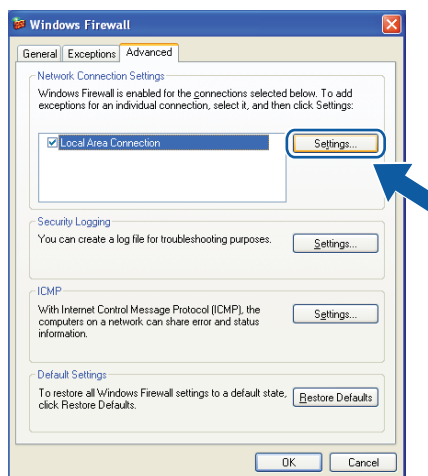 Windows Firewall
General Exceptions Advanced
Network Connection Settings
Windows Firewall is enabled for the connections selected below. To add
exceptions for an individual connection, select it, and then click Settings:
Local Area Connection
Settings...
Security Logging
You can create a log file for troubleshooting purposes.
Settings...
ICMP
With Internet Control Message Protocol (ICMP), the
computers on a network can share error and status
information.
Settings...
Default Settings
To restore all Windows Firewall settings to a default state,
click Restore Defaults.
Restore Defaults
OK Cancel